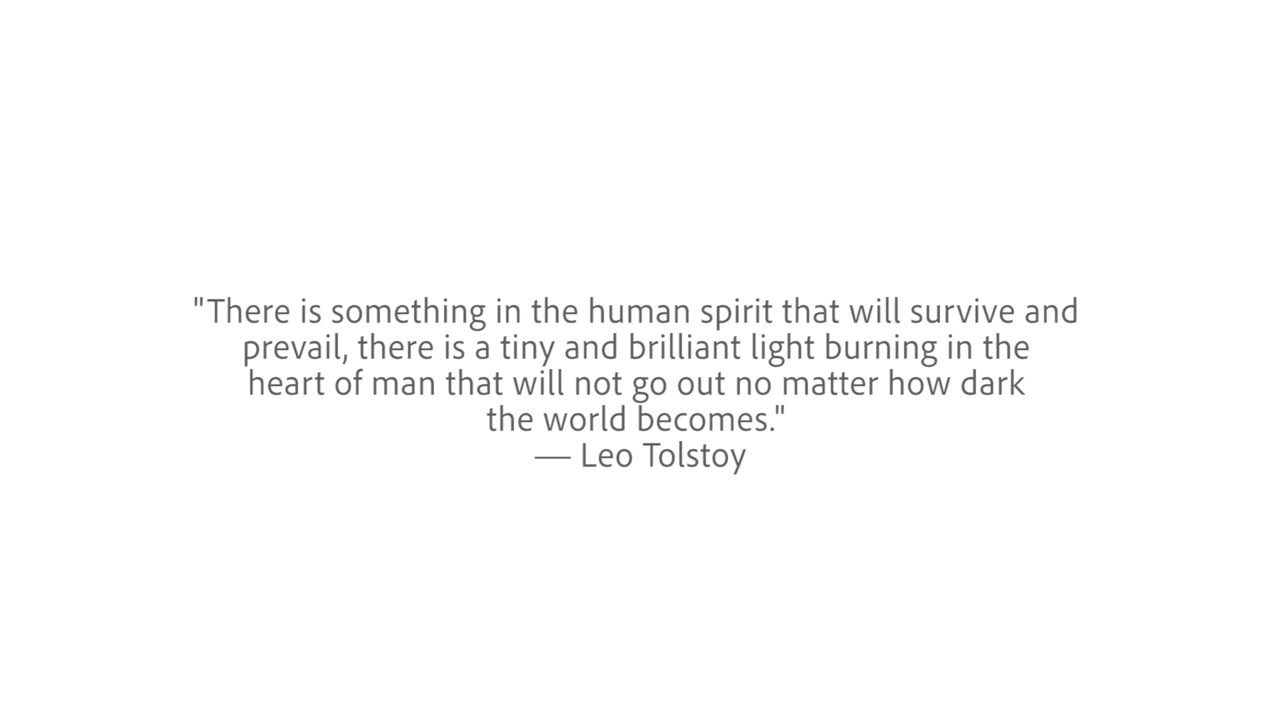 "There is something in the human spirit that will survive and
prevail, there is a tiny and brilliant light burning in the
heart of man that will not go out no matter how dark
the world becomes."
— Leo Tolstoy